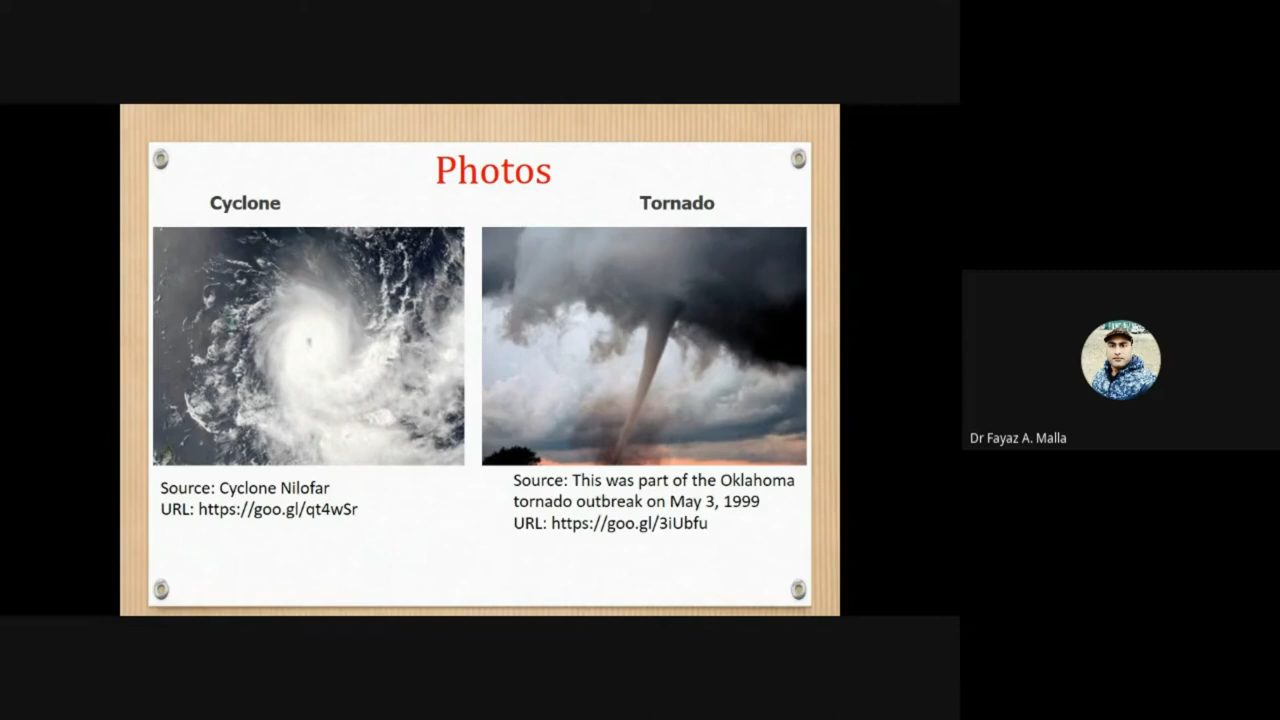 Photos
Cyclone
Tornado
Source: Cyclone Nilofar
URL: https://goo.gl/qt4wSr
Source: This was part of the Oklahoma
tornado outbreak on May 3, 1999
URL: https://goo.gl/3iUbfu
Dr Fayaz A. Malla